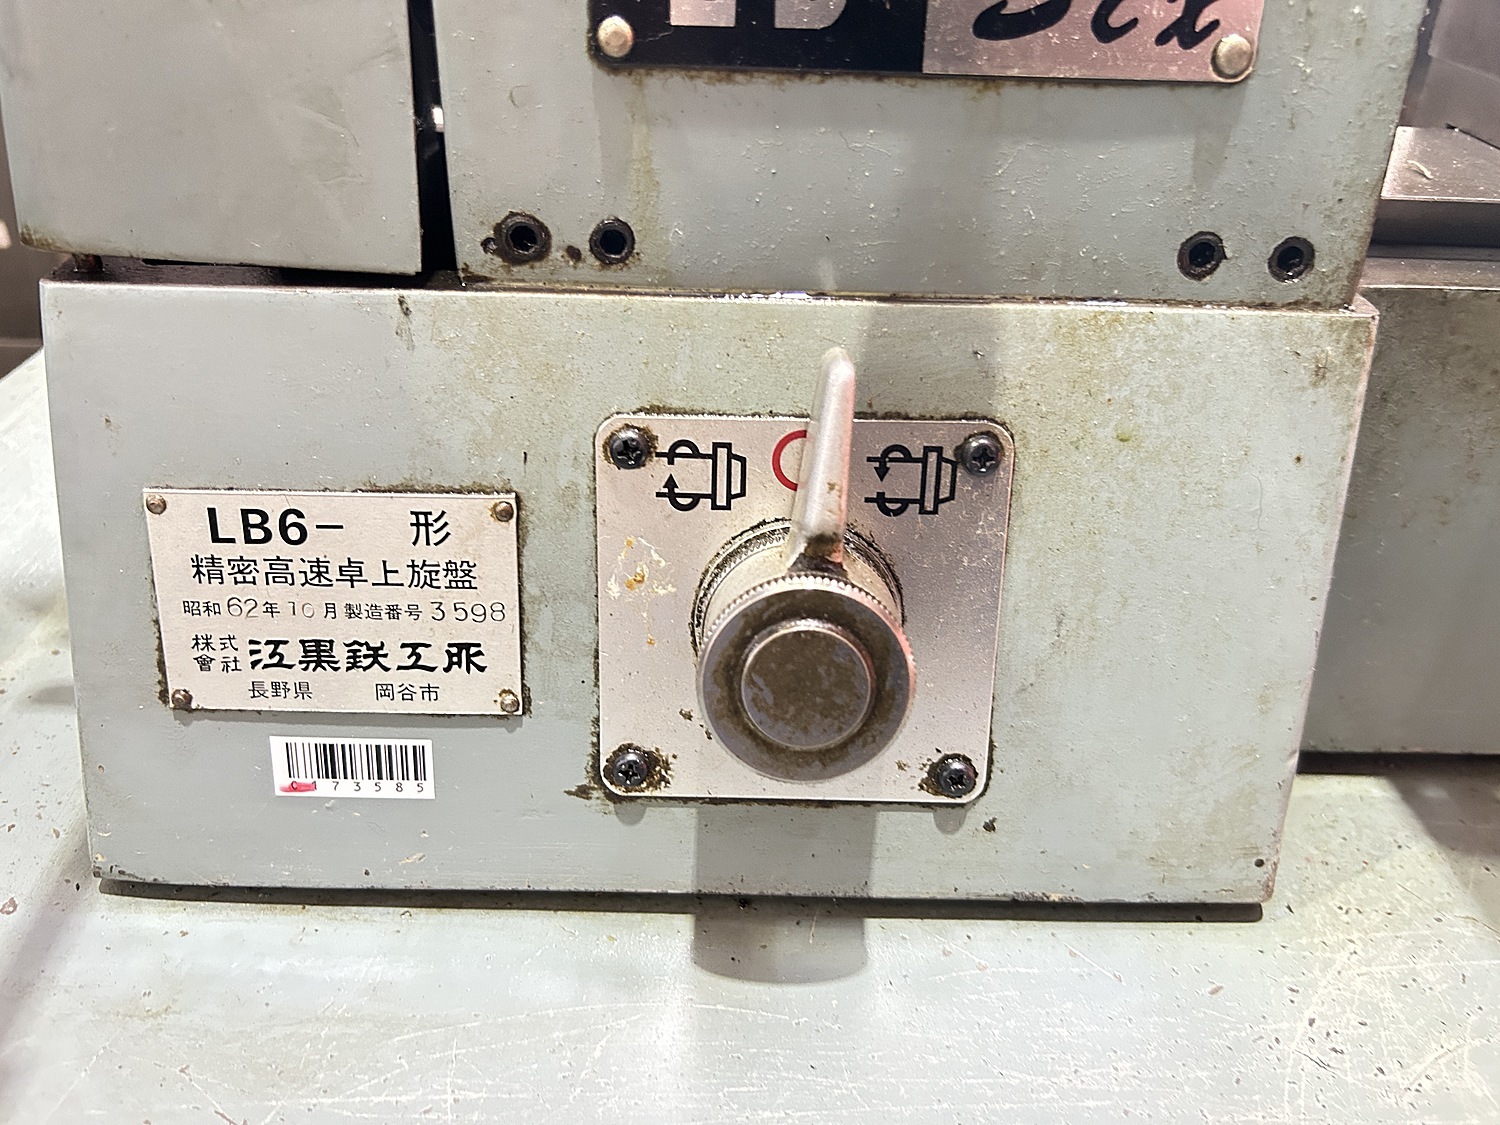 Six
LB6- 形
精密高速卓上旋盤
昭和62年10月製造番号3598
株式會社 江黒鉄工所
長野県 岡谷市
C173585